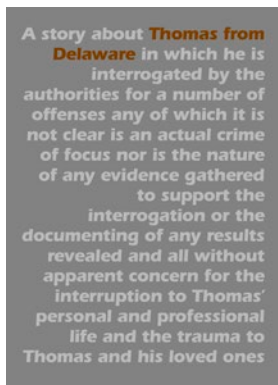 A story about Thomas from
Delaware in which he is
interrogated by the
authorities for a number of
offenses any of which it is
not clear is an actual crime
of focus nor is the nature
of any evidence gathered
to support the
interrogation or the
documenting of any results
revealed and all without
apparent concern for the
interruption to Thomas'
personal and professional
life and the trauma to
Thomas and his loved ones